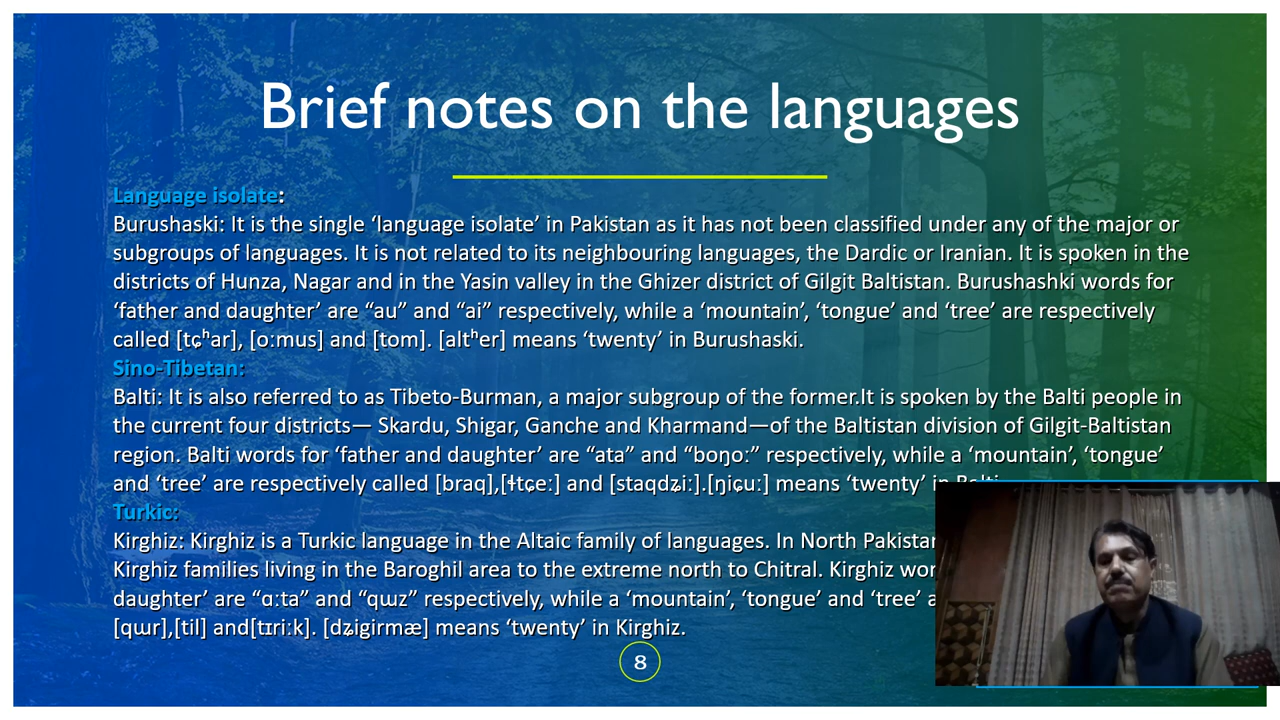 Brief notes on the languages
Language isolate:
Burushaski: It is the single ‘language isolate’ in Pakistan as it has not been classified under any of the major or
subgroups of languages. It is not related to its neighbouring languages, the Dardic or Iranian. It is spoken in the
districts of Hunza, Nagar and in the Yasin valley in the Ghizer district of Gilgit Baltistan. Burushashki words for
‘father and daughter’ are “au” and “ai” respectively, while a ‘mountain’, ‘tongue’ and ‘tree’ are respectively
called [tɕʰar], [oːmus] and [tom]. [altʰer] means ‘twenty’ in Burushaski.
Sino-Tibetan:
Balti: It is also referred to as Tibeto-Burman, a major subgroup of the former.It is spoken by the Balti people in
the current four districts— Skardu, Shigar, Ganche and Kharmand—of the Baltistan division of Gilgit-Baltistan
region. Balti words for ‘father and daughter’ are “ata” and “boŋoː” respectively, while a ‘mountain’, ‘tongue’
and ‘tree’ are respectively called [braq],[ɬtɕeː] and [staqdʑiː].[ŋiɕuː] means ‘twenty’ in Balti
Turkic:
Kirghiz: Kirghiz is a Turkic language in the Altaic family of languages. In North
Kirghiz families living in the Baroghil area to the extreme north to Chitral. Kirghiz
daughter’ are “ɑːta” and “qɯz” respectively, while a ‘mountain’, ‘tongue’ and ‘tree’
[qɯr],[til] and[tɪriːk]. [dʑigirmæ] means ‘twenty’ in Kirghiz.
8